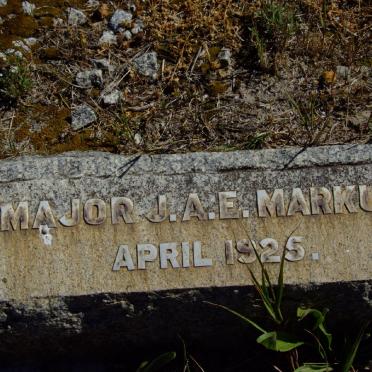 MAJOR J.A.E. MARKU
APRIL 1925.